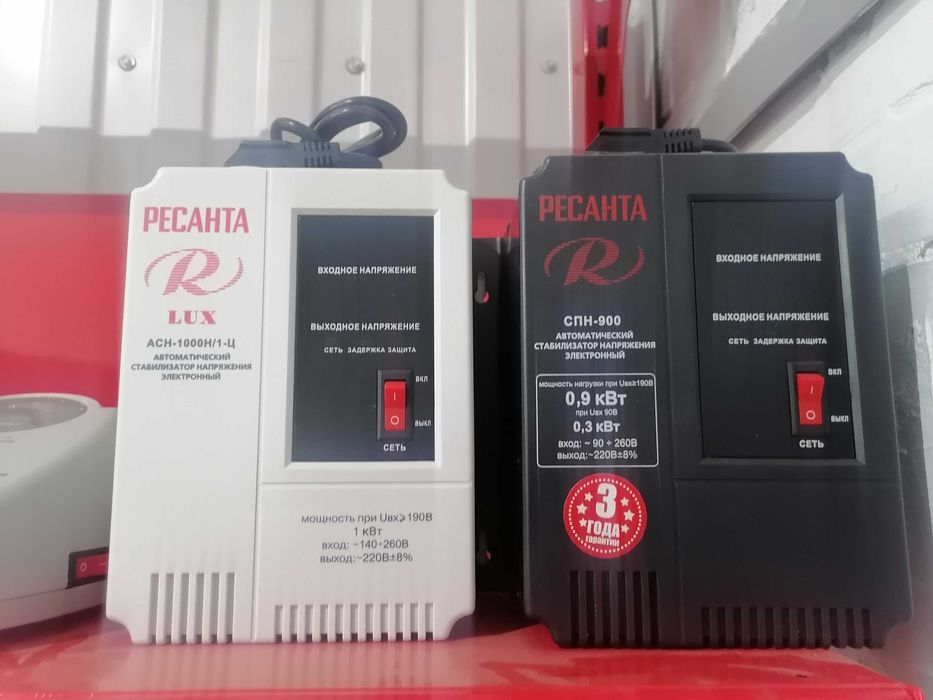 РЕСАНТА
R
LUX
АСН-1000Н/1-Ц
АВТОМАТИЧЕСКИЙ
СТАБИЛИЗАТОР НАПРЯЖЕНИЯ
ЭЛЕКТРОННЫЙ
ВХОДНОЕ НАПРЯЖЕНИЕ
ВЫХОДНОЕ НАПРЯЖЕНИЕ
СЕТЬ ЗАДЕРЖКА ЗАЩИТА
ВКЛ
ВЫКЛ
СЕТЬ
мощность при Uвх⩾190В
1 кВт
вход: ~140÷260В
выход:~220В±8%
РЕСАНТА
R
СПН-900
АВТОМАТИЧЕСКИЙ
СТАБИЛИЗАТОР НАПРЯЖЕНИЯ
ЭЛЕКТРОННЫЙ
мощность нагрузки при Uвх≥190В
0,9 кВт
при Uвх 90В
0,3 кВт
вход: ~ 90 ÷ 260В
выход:~220В±8%
3
ГОДА
гарантии
ВХОДНОЕ НАПРЯЖЕНИЕ
ВЫХОДНОЕ НАПРЯЖЕНИЕ
СЕТЬ ЗАДЕРЖКА ЗАЩИТА
ВКЛ
ВЫКЛ
СЕТЬ